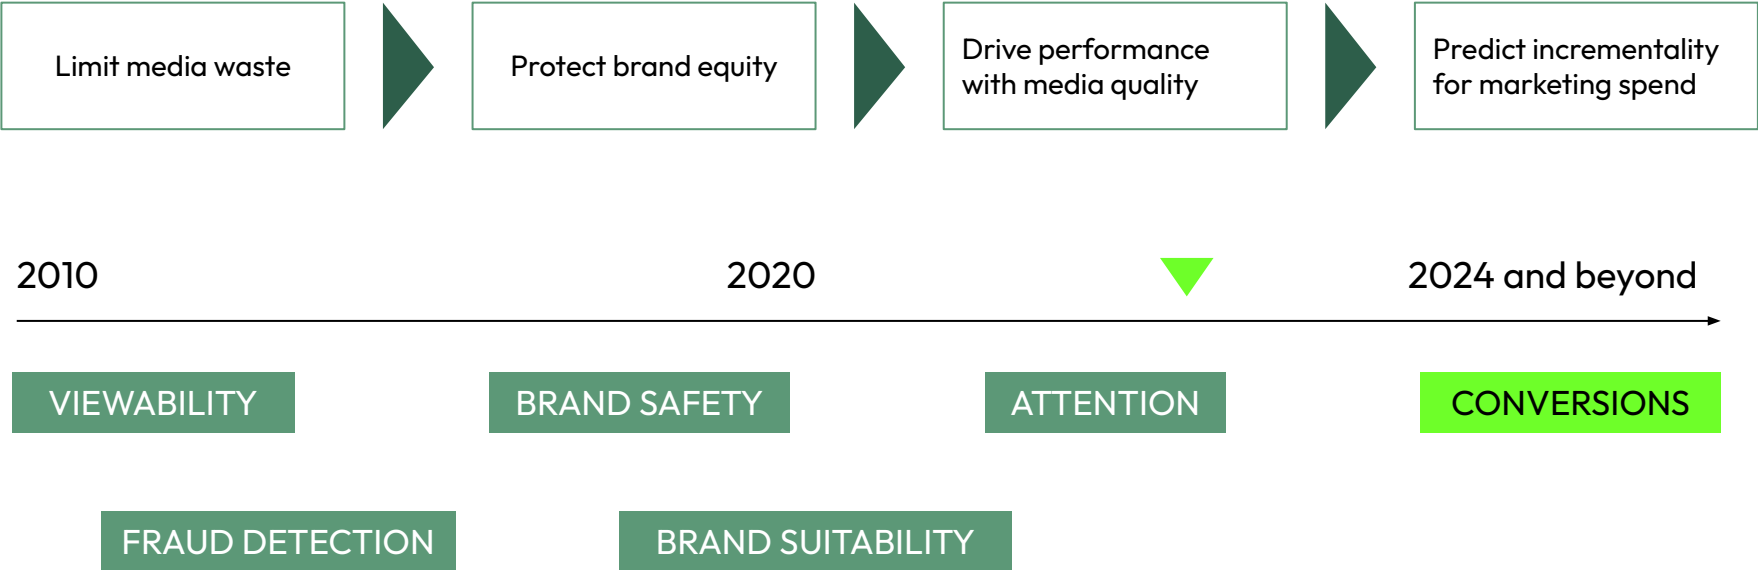 Limit media waste
Protect brand equity
Drive performance
with media quality
Predict incrementality
for marketing spend
2010
2020
2024 and beyond
VIEWABILITY
BRAND SAFETY
ATTENTION
CONVERSIONS
FRAUD DETECTION
BRAND SUITABILITY